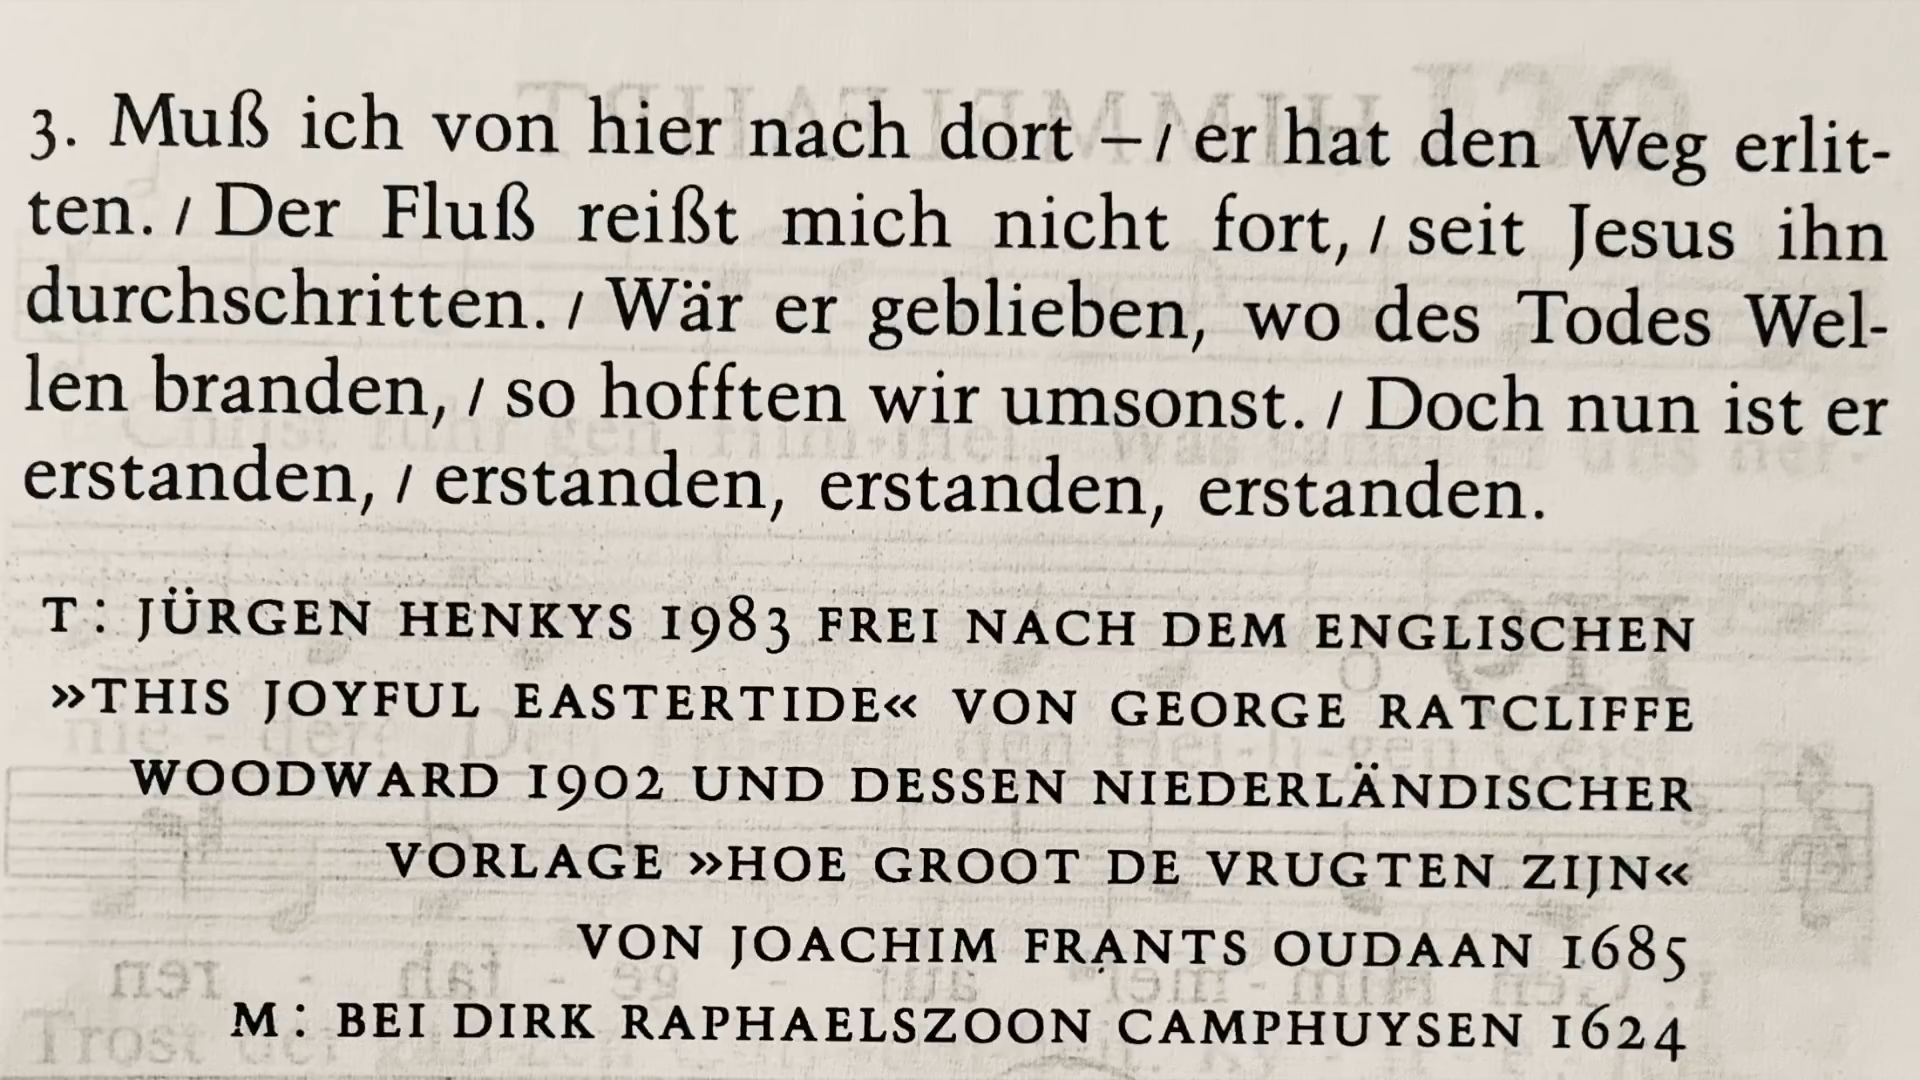 3. Muß ich von hier nach dort – / er hat den Weg erlit-
ten. / Der Fluß reißt mich nicht fort, / seit Jesus ihn
durchschritten. / Wär er geblieben, wo des Todes Wel-
len branden, / so hofften wir umsonst. / Doch nun ist er
erstanden, / erstanden, erstanden, erstanden.
T: JÜRGEN HENKYS 1983 FREI NACH DEM ENGLISCHEN
»THIS JOYFUL EASTERTIDE« VON GEORGE RATCLIFFE
WOODWARD 1902 UND DESSEN NIEDERLÄNDISCHER
VORLAGE »HOE GROOT DE VRUGTEN ZIJN«
VON JOACHIM FRANTS OUDAAN 1685
M: BEI DIRK RAPHAELSZOON CAMPHUYSEN 1624